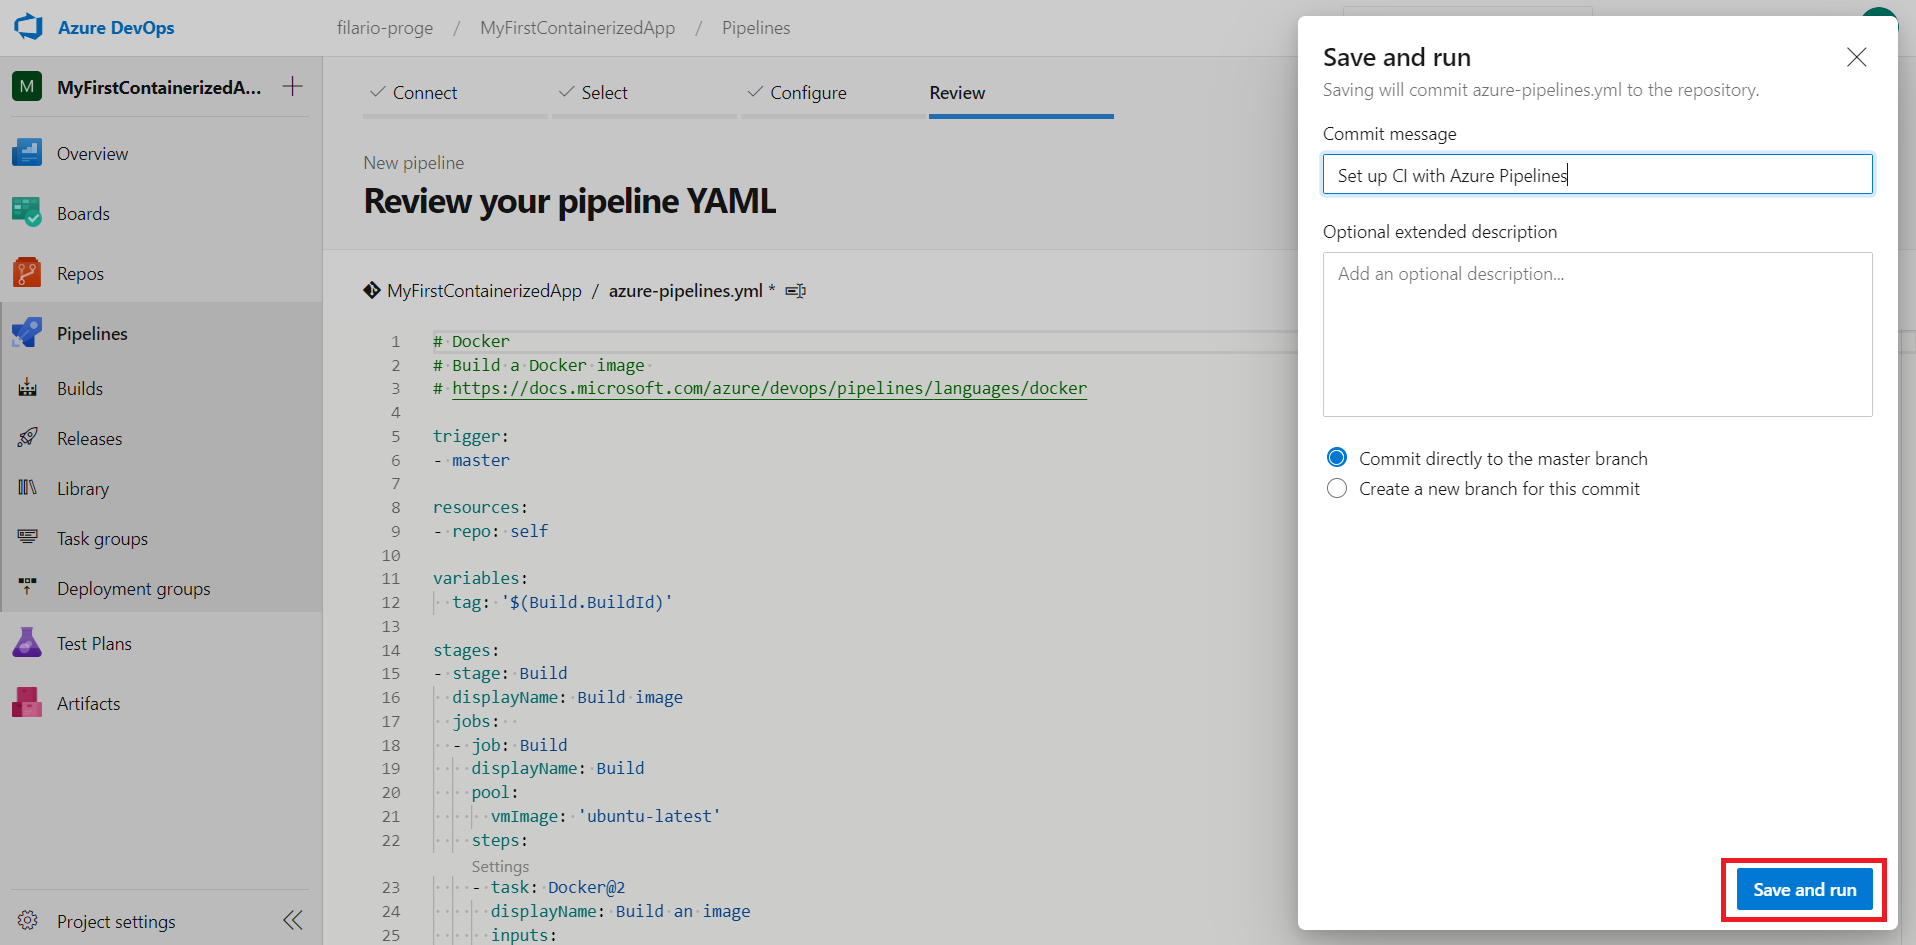 Azure DevOps
filario-proge / MyFirstContainerizedApp / Pipelines
M MyFirstContainerizedA...
Overview
Boards
Repos
Pipelines
Builds
Releases
Library
Task groups
Deployment groups
Test Plans
Artifacts
Project settings
Connect
Select
Configure
Review
New pipeline
Review your pipeline YAML
MyFirstContainerizedApp / azure-pipelines.yml *
1 # Docker
2 # Build a Docker image
3 # https://docs.microsoft.com/azure/devops/pipelines/languages/docker
4
5 trigger:
6 - master
7
8 resources:
9 - repo: self
10
11 variables:
12   tag: '$(Build.BuildId)'
13
14 stages:
15 - stage: Build
16   displayName: Build image
17   jobs:
18   - job: Build
19     displayName: Build
20     pool:
21       vmImage: 'ubuntu-latest'
22     steps:
Settings
23     - task: Docker@2
24       displayName: Build an image
25       inputs:
Save and run
Saving will commit azure-pipelines.yml to the repository.
Commit message
Set up CI with Azure Pipelines
Optional extended description
Add an optional description...
Commit directly to the master branch
Create a new branch for this commit
Save and run